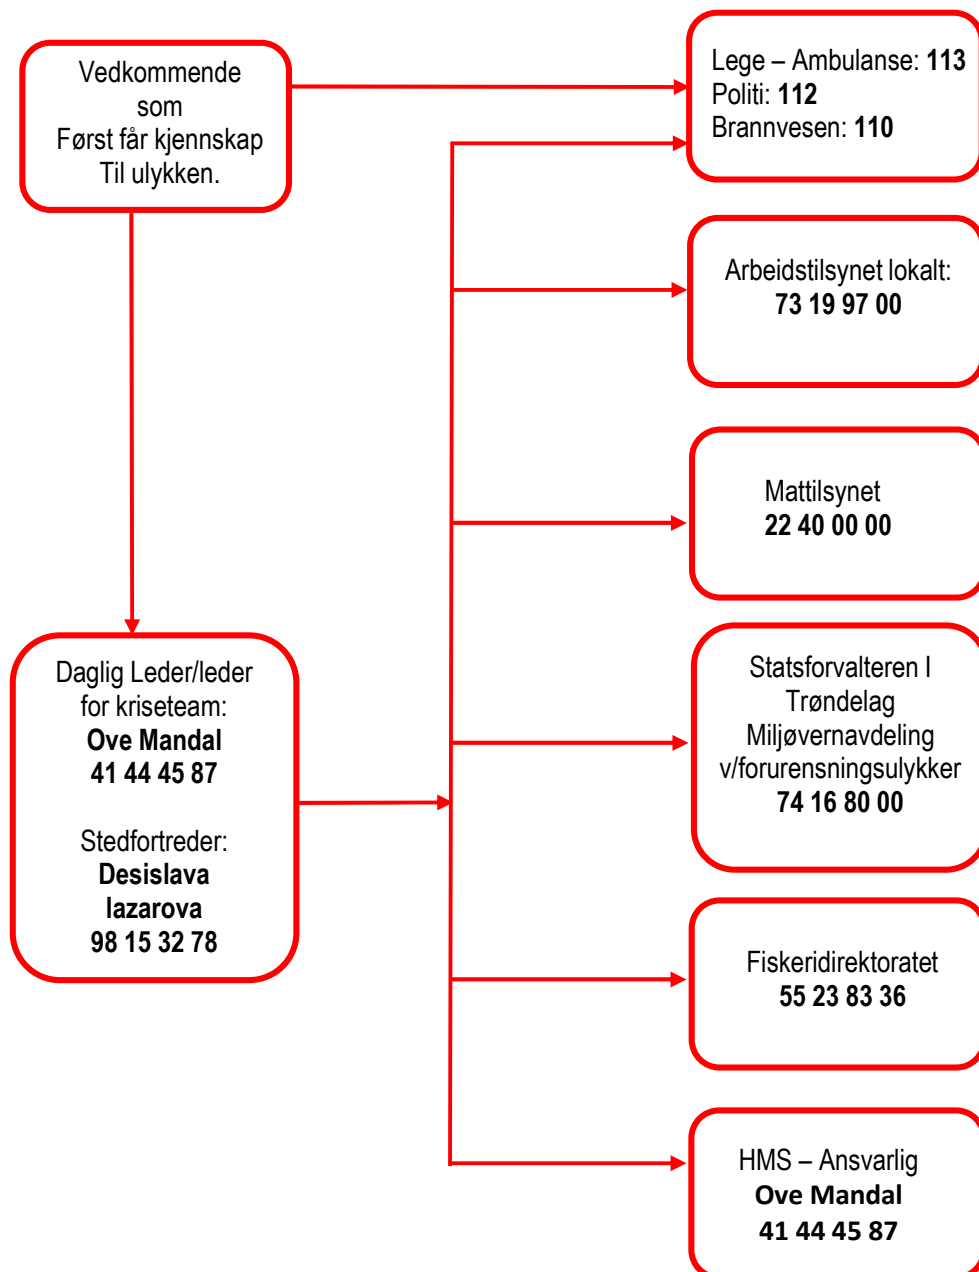 Vedkommende
som
Først får kjennskap
Til ulykken.
Lege – Ambulanse: 113
Politi: 112
Brannvesen: 110
Arbeidstilsynet lokalt:
73 19 97 00
Mattilsynet
22 40 00 00
Daglig Leder/leder
for kriseteam:
Ove Mandal
41 44 45 87
Stedfortreder:
Desislava
lazarova
98 15 32 78
Statsforvalteren I
Trøndelag
Miljøvernavdeling
v/forurensningsulykker
74 16 80 00
Fiskeridirektoratet
55 23 83 36
HMS – Ansvarlig
Ove Mandal
41 44 45 87